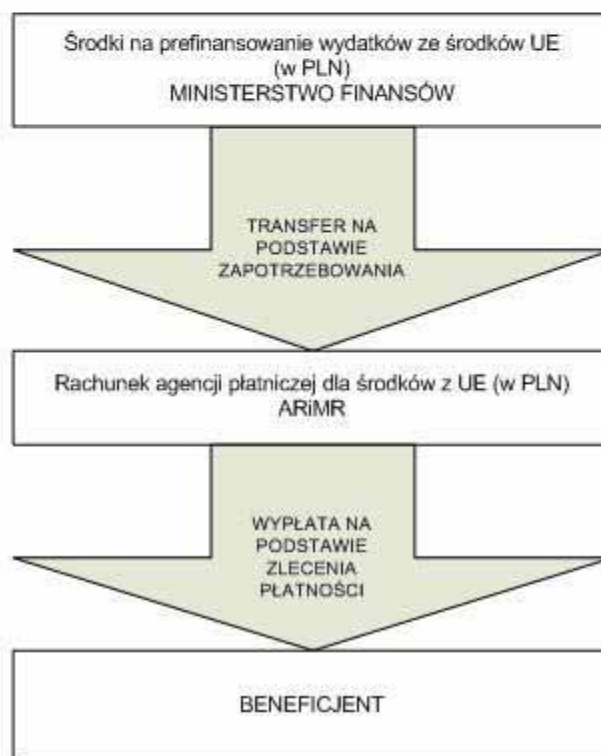 Środki na prefinansowanie wydatków ze środków UE
(w PLN)
MINISTERSTWO FINANSÓW
TRANSFER NA
PODSTAWIE
ZAPOTRZEBOWANIA
Rachunek agencji płatniczej dla środków z UE (w PLN)
ARiMR
WYPŁATA NA
PODSTAWIE
ZLECENIA
PŁATNOŚCI
BENEFICJENT